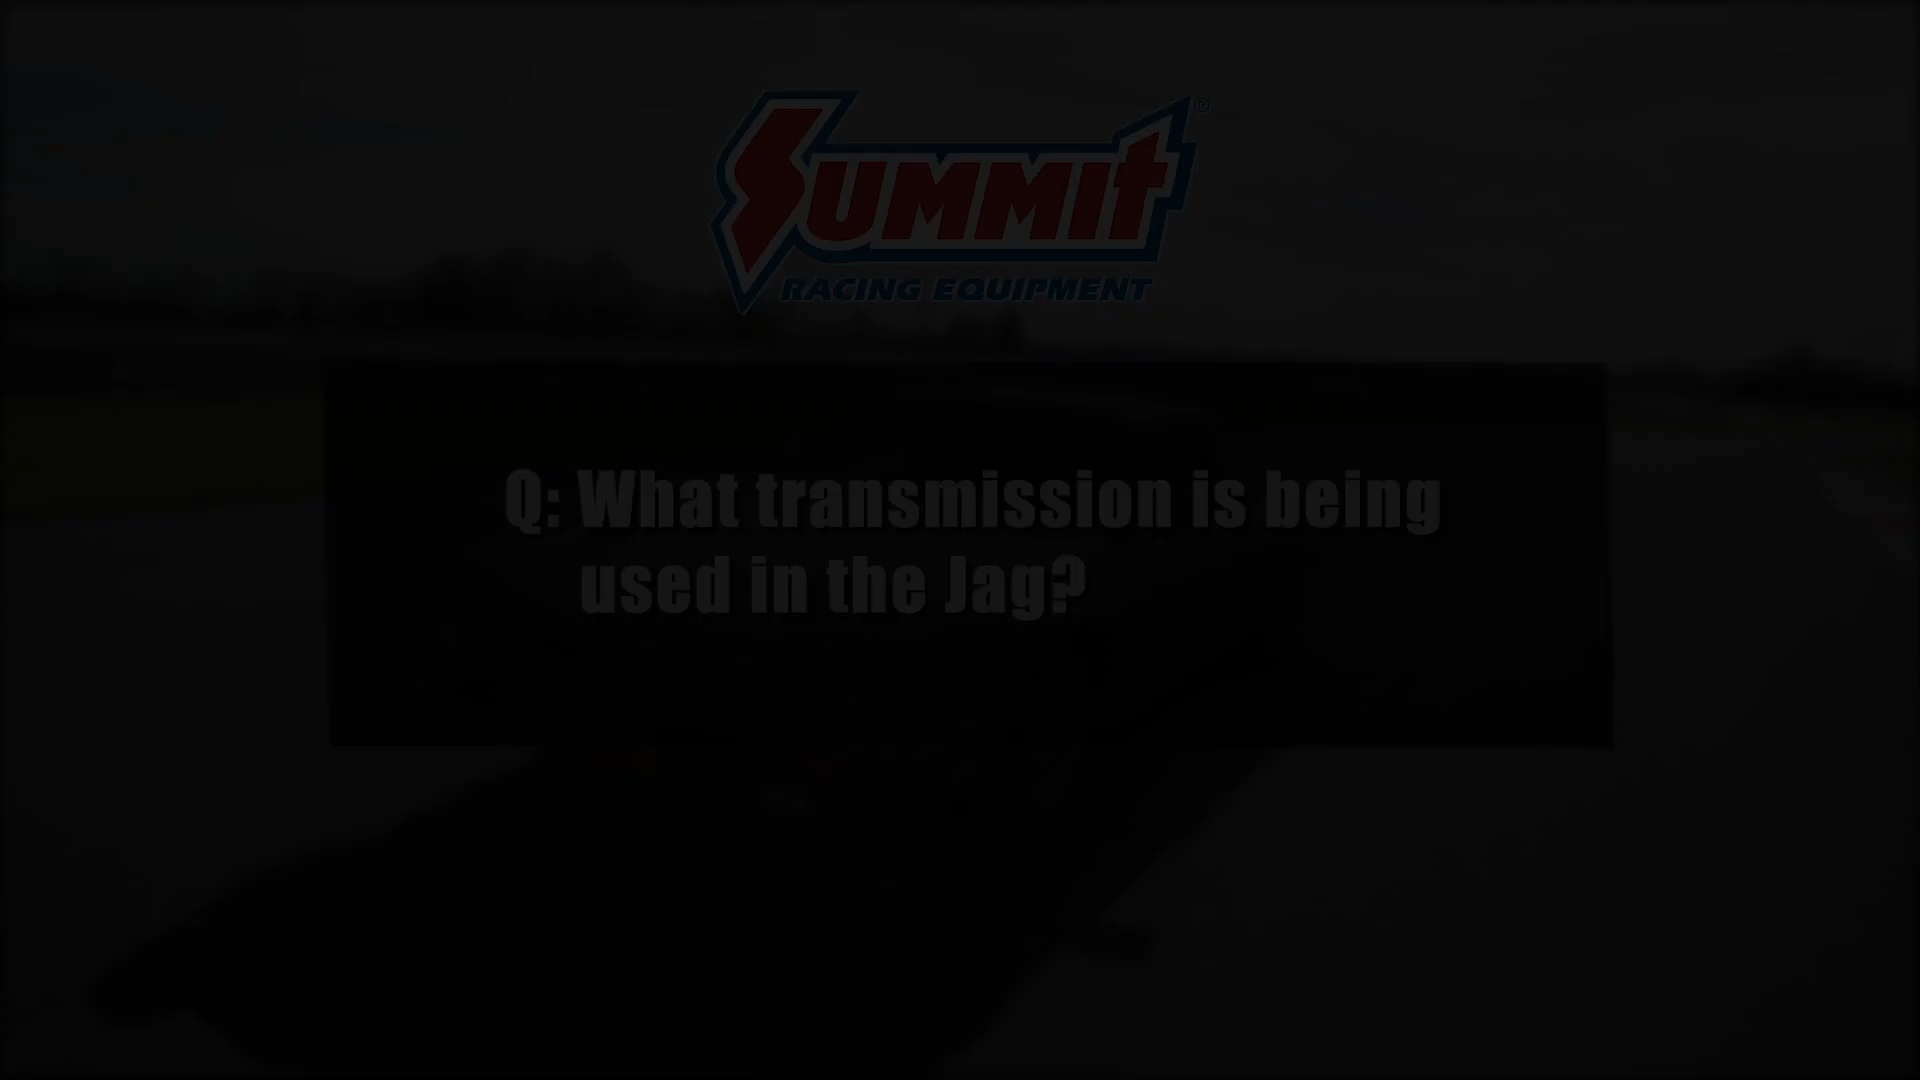 SUMMIT®
RACING EQUIPMENT
Q: What transmission is being
used in the Jag?